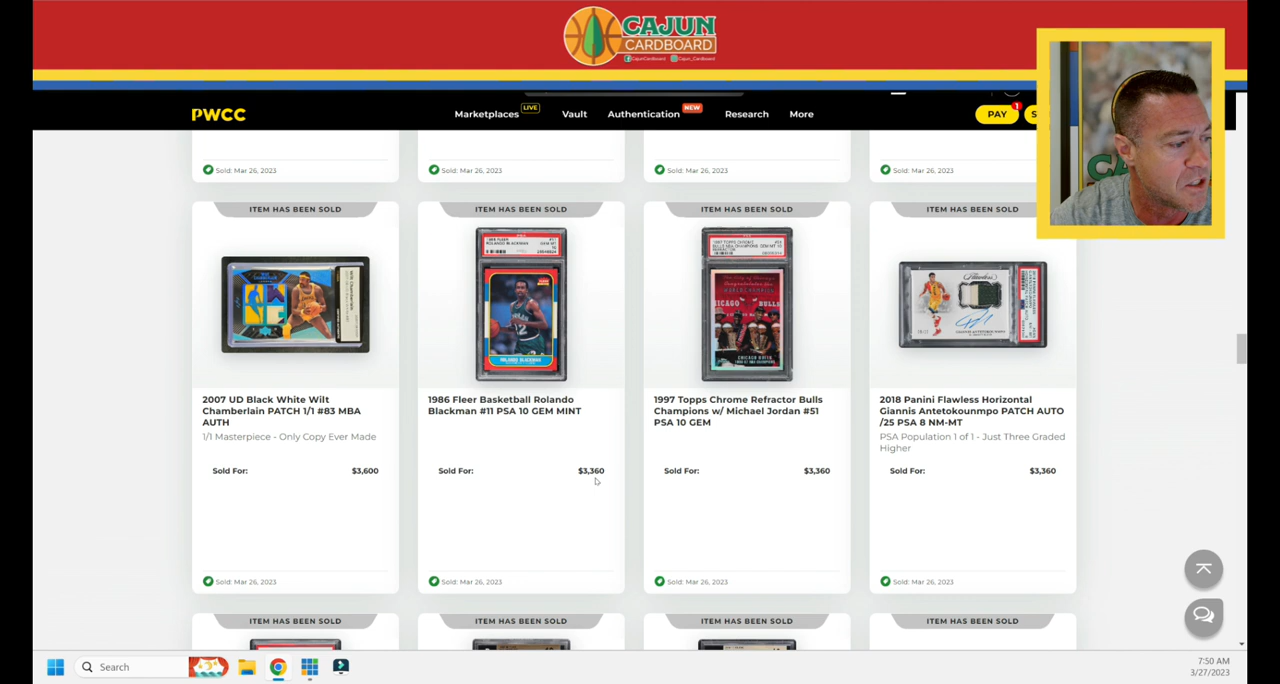 CAJUN
CARDBOARD
CajunCardboard Cajun_Cardboard
PWCC
Marketplaces LIVE Vault Authentication NEW Research More
PAY 1
Sold: Mar 26, 2023
Sold: Mar 26, 2023
Sold: Mar 26, 2023
Sold: Mar 26, 2023
ITEM HAS BEEN SOLD
ITEM HAS BEEN SOLD
ITEM HAS BEEN SOLD
ITEM HAS BEEN SOLD
2007 UD Black White Wilt
Chamberlain PATCH 1/1 #83 MBA
AUTH
1/1 Masterpiece - Only Copy Ever Made
Sold For: $3,600
Sold: Mar 26, 2023
1986 Fleer Basketball Rolando
Blackman #11 PSA 10 GEM MINT
Sold For: $3,360
Sold: Mar 26, 2023
1997 Topps Chrome Refractor Bulls
Champions w/ Michael Jordan #51
PSA 10 GEM
Sold For: $3,360
Sold: Mar 26, 2023
2018 Panini Flawless Horizontal
Giannis Antetokounmpo PATCH AUTO
/25 PSA 8 NM-MT
PSA Population 1 of 1 - Just Three Graded
Higher
Sold For: $3,360
Sold: Mar 26, 2023
ITEM HAS BEEN SOLD
ITEM HAS BEEN SOLD
ITEM HAS BEEN SOLD
ITEM HAS BEEN SOLD
Search
7:50 AM
3/27/2023